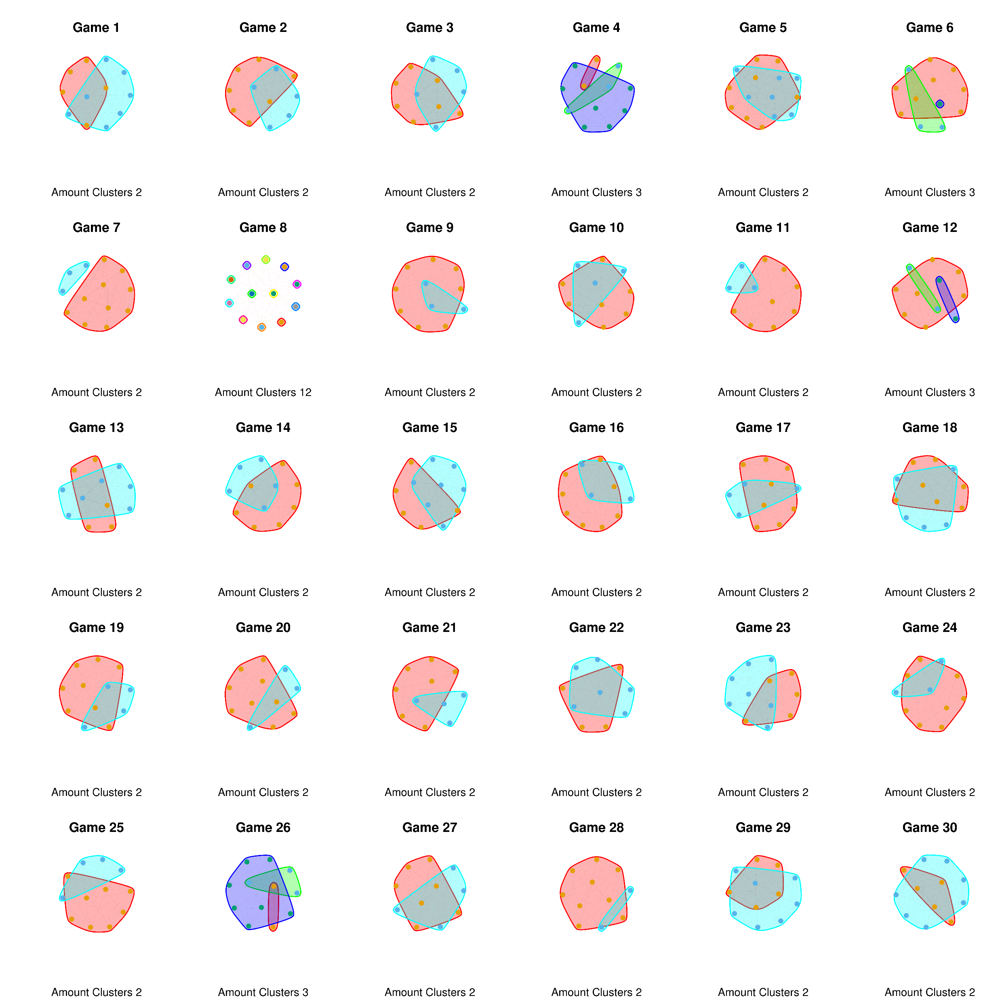 Game 1 Game 2 Game 3 Game 4 Game 5 Game 6
Amount Clusters 2 Amount Clusters 2 Amount Clusters 2 Amount Clusters 3 Amount Clusters 2 Amount Clusters 3
Game 7 Game 8 Game 9 Game 10 Game 11 Game 12
Amount Clusters 2 Amount Clusters 12 Amount Clusters 2 Amount Clusters 2 Amount Clusters 2 Amount Clusters 3
Game 13 Game 14 Game 15 Game 16 Game 17 Game 18
Amount Clusters 2 Amount Clusters 2 Amount Clusters 2 Amount Clusters 2 Amount Clusters 2 Amount Clusters 2
Game 19 Game 20 Game 21 Game 22 Game 23 Game 24
Amount Clusters 2 Amount Clusters 2 Amount Clusters 2 Amount Clusters 2 Amount Clusters 2 Amount Clusters 2
Game 25 Game 26 Game 27 Game 28 Game 29 Game 30
Amount Clusters 2 Amount Clusters 3 Amount Clusters 2 Amount Clusters 2 Amount Clusters 2 Amount Clusters 2